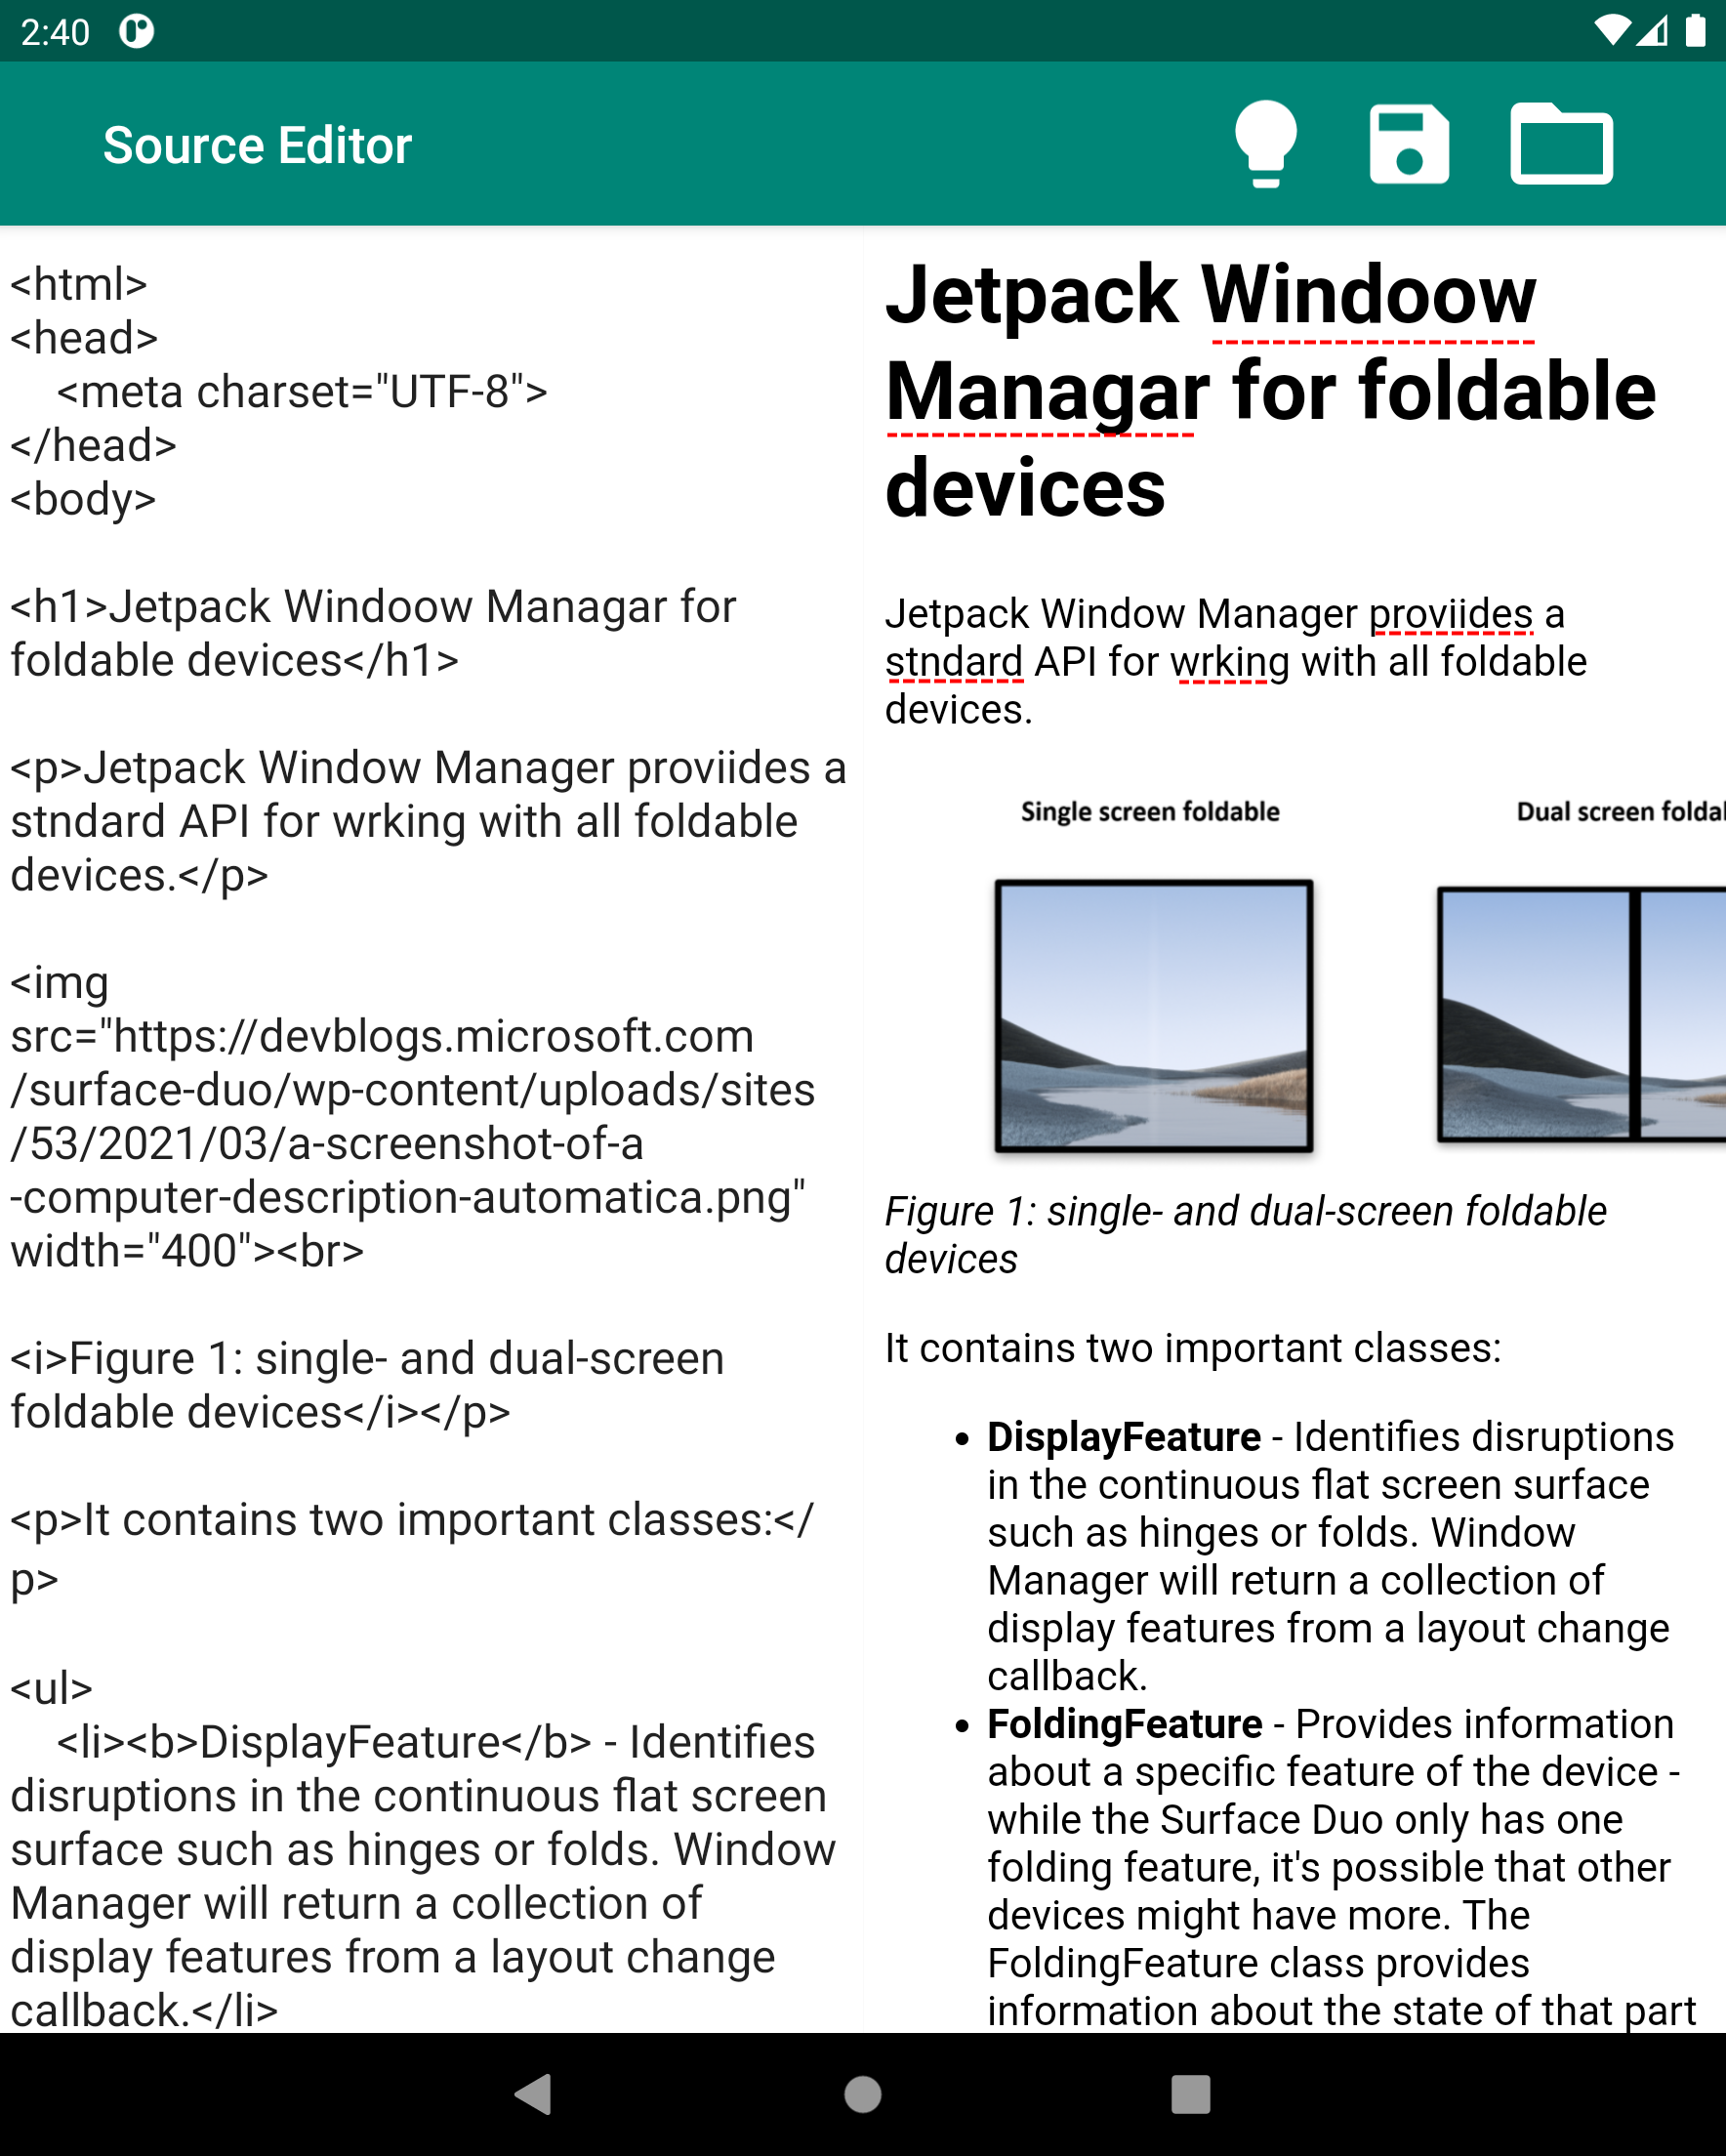 2:40
Source Editor
<html>
<head>
    <meta charset="UTF-8">
</head>
<body>
<h1>Jetpack Windoow Managar for
foldable devices</h1>
<p>Jetpack Window Manager proviides a
stndard API for wrking with all foldable
devices.</p>
<img
src="https://devblogs.microsoft.com
/surface-duo/wp-content/uploads/sites
/53/2021/03/a-screenshot-of-a
-computer-description-automatica.png"
width="400"><br>
<i>Figure 1: single- and dual-screen
foldable devices</i></p>
<p>It contains two important classes:</
p>
<ul>
    <li><b>DisplayFeature</b> - Identifies
disruptions in the continuous flat screen
surface such as hinges or folds. Window
Manager will return a collection of
display features from a layout change
callback.</li>
Jetpack Windoow
Managar for foldable
devices
Jetpack Window Manager proviides a
stndard API for wrking with all foldable
devices.
Single screen foldable
Dual screen
Figure 1: single- and dual-screen foldable
devices
It contains two important classes:
• DisplayFeature - Identifies disruptions
in the continuous flat screen surface
such as hinges or folds. Window
Manager will return a collection of
display features from a layout change
callback.
• FoldingFeature - Provides information
about a specific feature of the device -
while the Surface Duo only has one
folding feature, it's possible that other
devices might have more. The
FoldingFeature class provides
information about the state of that part